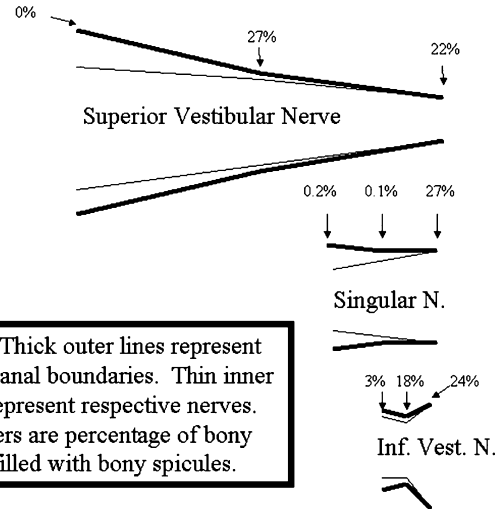 0%
27%
22%
Superior Vestibular Nerve
0.2% 0.1% 27%
Singular N.
Thick outer lines represent
anal boundaries. Thin inner
epresent respective nerves.
ers are percentage of bony
illed with bony spicules.
3% 18% 24%
Inf. Vest. N.